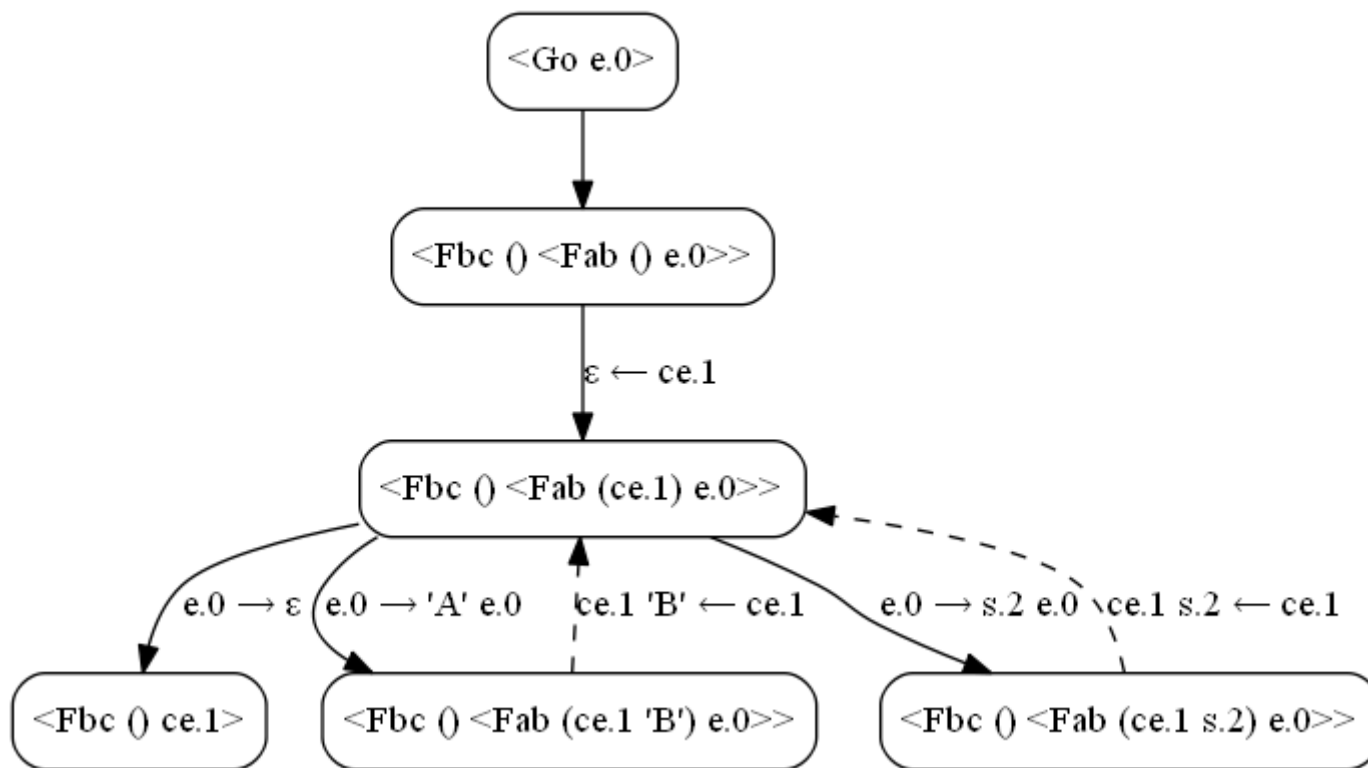 <Go e.0>
<Fbc () <Fab () e.0>>
ε ← ce.1
<Fbc () <Fab (ce.1) e.0>>
e.0 → ε
e.0 → 'A' e.0
ce.1 'B' ← ce.1
e.0 → s.2 e.0
ce.1 s.2 ← ce.1
<Fbc () ce.1>
<Fbc () <Fab (ce.1 'B') e.0>>
<Fbc () <Fab (ce.1 s.2) e.0>>